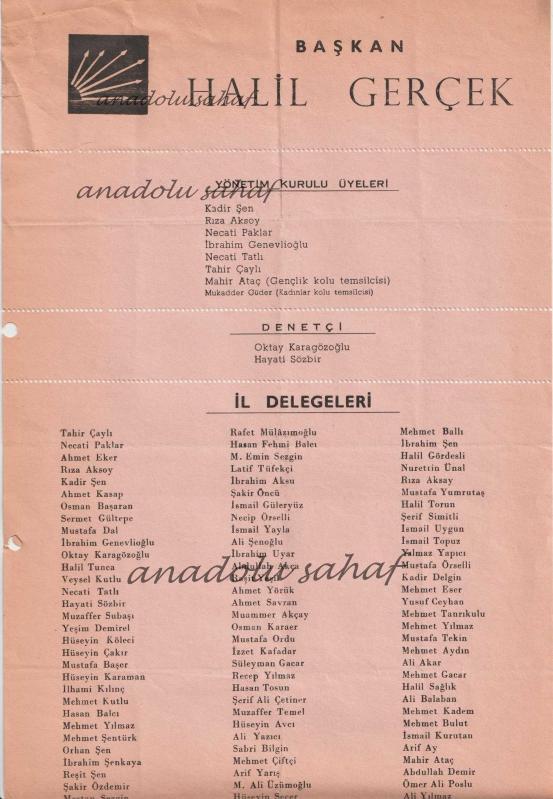 BAŞKAN
HALİL GERÇEK
anadolu sahaf
YÖNETİM KURULU ÜYELERİ
anadolu sahaf
Kadir Şen
Rıza Aksoy
Necati Paklar
İbrahim Genevlioğlu
Necati Tatlı
Tahir Çaylı
Mahir Ataç (Gençlik kolu temsilcisi)
Mukadder Güder (Kadınlar kolu temsilcisi)
DENETÇİ
Oktay Karagözoğlu
Hayati Sözbir
İL DELEGELERİ
Tahir Çaylı
Necati Paklar
Ahmet Eker
Rıza Aksoy
Kadir Şen
Ahmet Kasap
Osman Başaran
Sermet Gültepe
Mustafa Dal
İbrahim Genevlioğlu
Oktay Karagözoğlu
Halil Tunca
Veysel Kutlu
Necati Tatlı
Hayati Sözbir
Muzaffer Subaşı
Yeşim Demirel
Hüseyin Köleci
Hüseyin Çakır
Mustafa Başer
Hüseyin Karaman
İlhami Kılınç
Mehmet Kutlu
Hasan Balcı
Mehmet Yılmaz
Mehmet Şentürk
Orhan Şen
İbrahim Şenkaya
Reşit Şen
Şakir Özdemir
Rafet Mülâzımoğlu
Hasan Fehmi Balcı
M. Emin Sezgin
Latif Tüfekçi
İbrahim Aksu
Şakir Öncü
İsmail Güleryüz
Necip Örselli
İsmail Yayla
Ali Şenoğlu
İbrahim Uyar
Abdullah Akça
anadolu sahaf
Ahmet Yörük
Ahmet Savran
Muammer Akçay
Osman Karaer
Mustafa Ordu
İzzet Kafadar
Süleyman Gacar
Recep Yılmaz
Hasan Tosun
Şerif Ali Çetiner
Muzaffer Temel
Hüseyin Avcı
Ali Yazıcı
Sabri Bilgin
Mehmet Çiftçi
Arif Yarış
M. Ali Üzümoğlu
Hüseyin Seçer
Mehmet Ballı
İbrahim Şen
Halil Gördesli
Nurettin Ünal
Rıza Aksay
Mustafa Yumrutaş
Halil Torun
Şerif Simitli
İsmail Uygun
İsmail Topuz
Yılmaz Yapıcı
Mustafa Örselli
Kadir Delgin
Mehmet Eser
Yusuf Ceyhan
Mehmet Tanrıkulu
Mehmet Yılmaz
Mustafa Tekin
Mehmet Aydın
Ali Akar
Mehmet Gacar
Halil Sağlık
Ali Balaban
Mehmet Kadem
Mehmet Bulut
İsmail Kurutan
Arif Ay
Mahir Ataç
Abdullah Demir
Ömer Ali Poslu
Ali Yılmaz